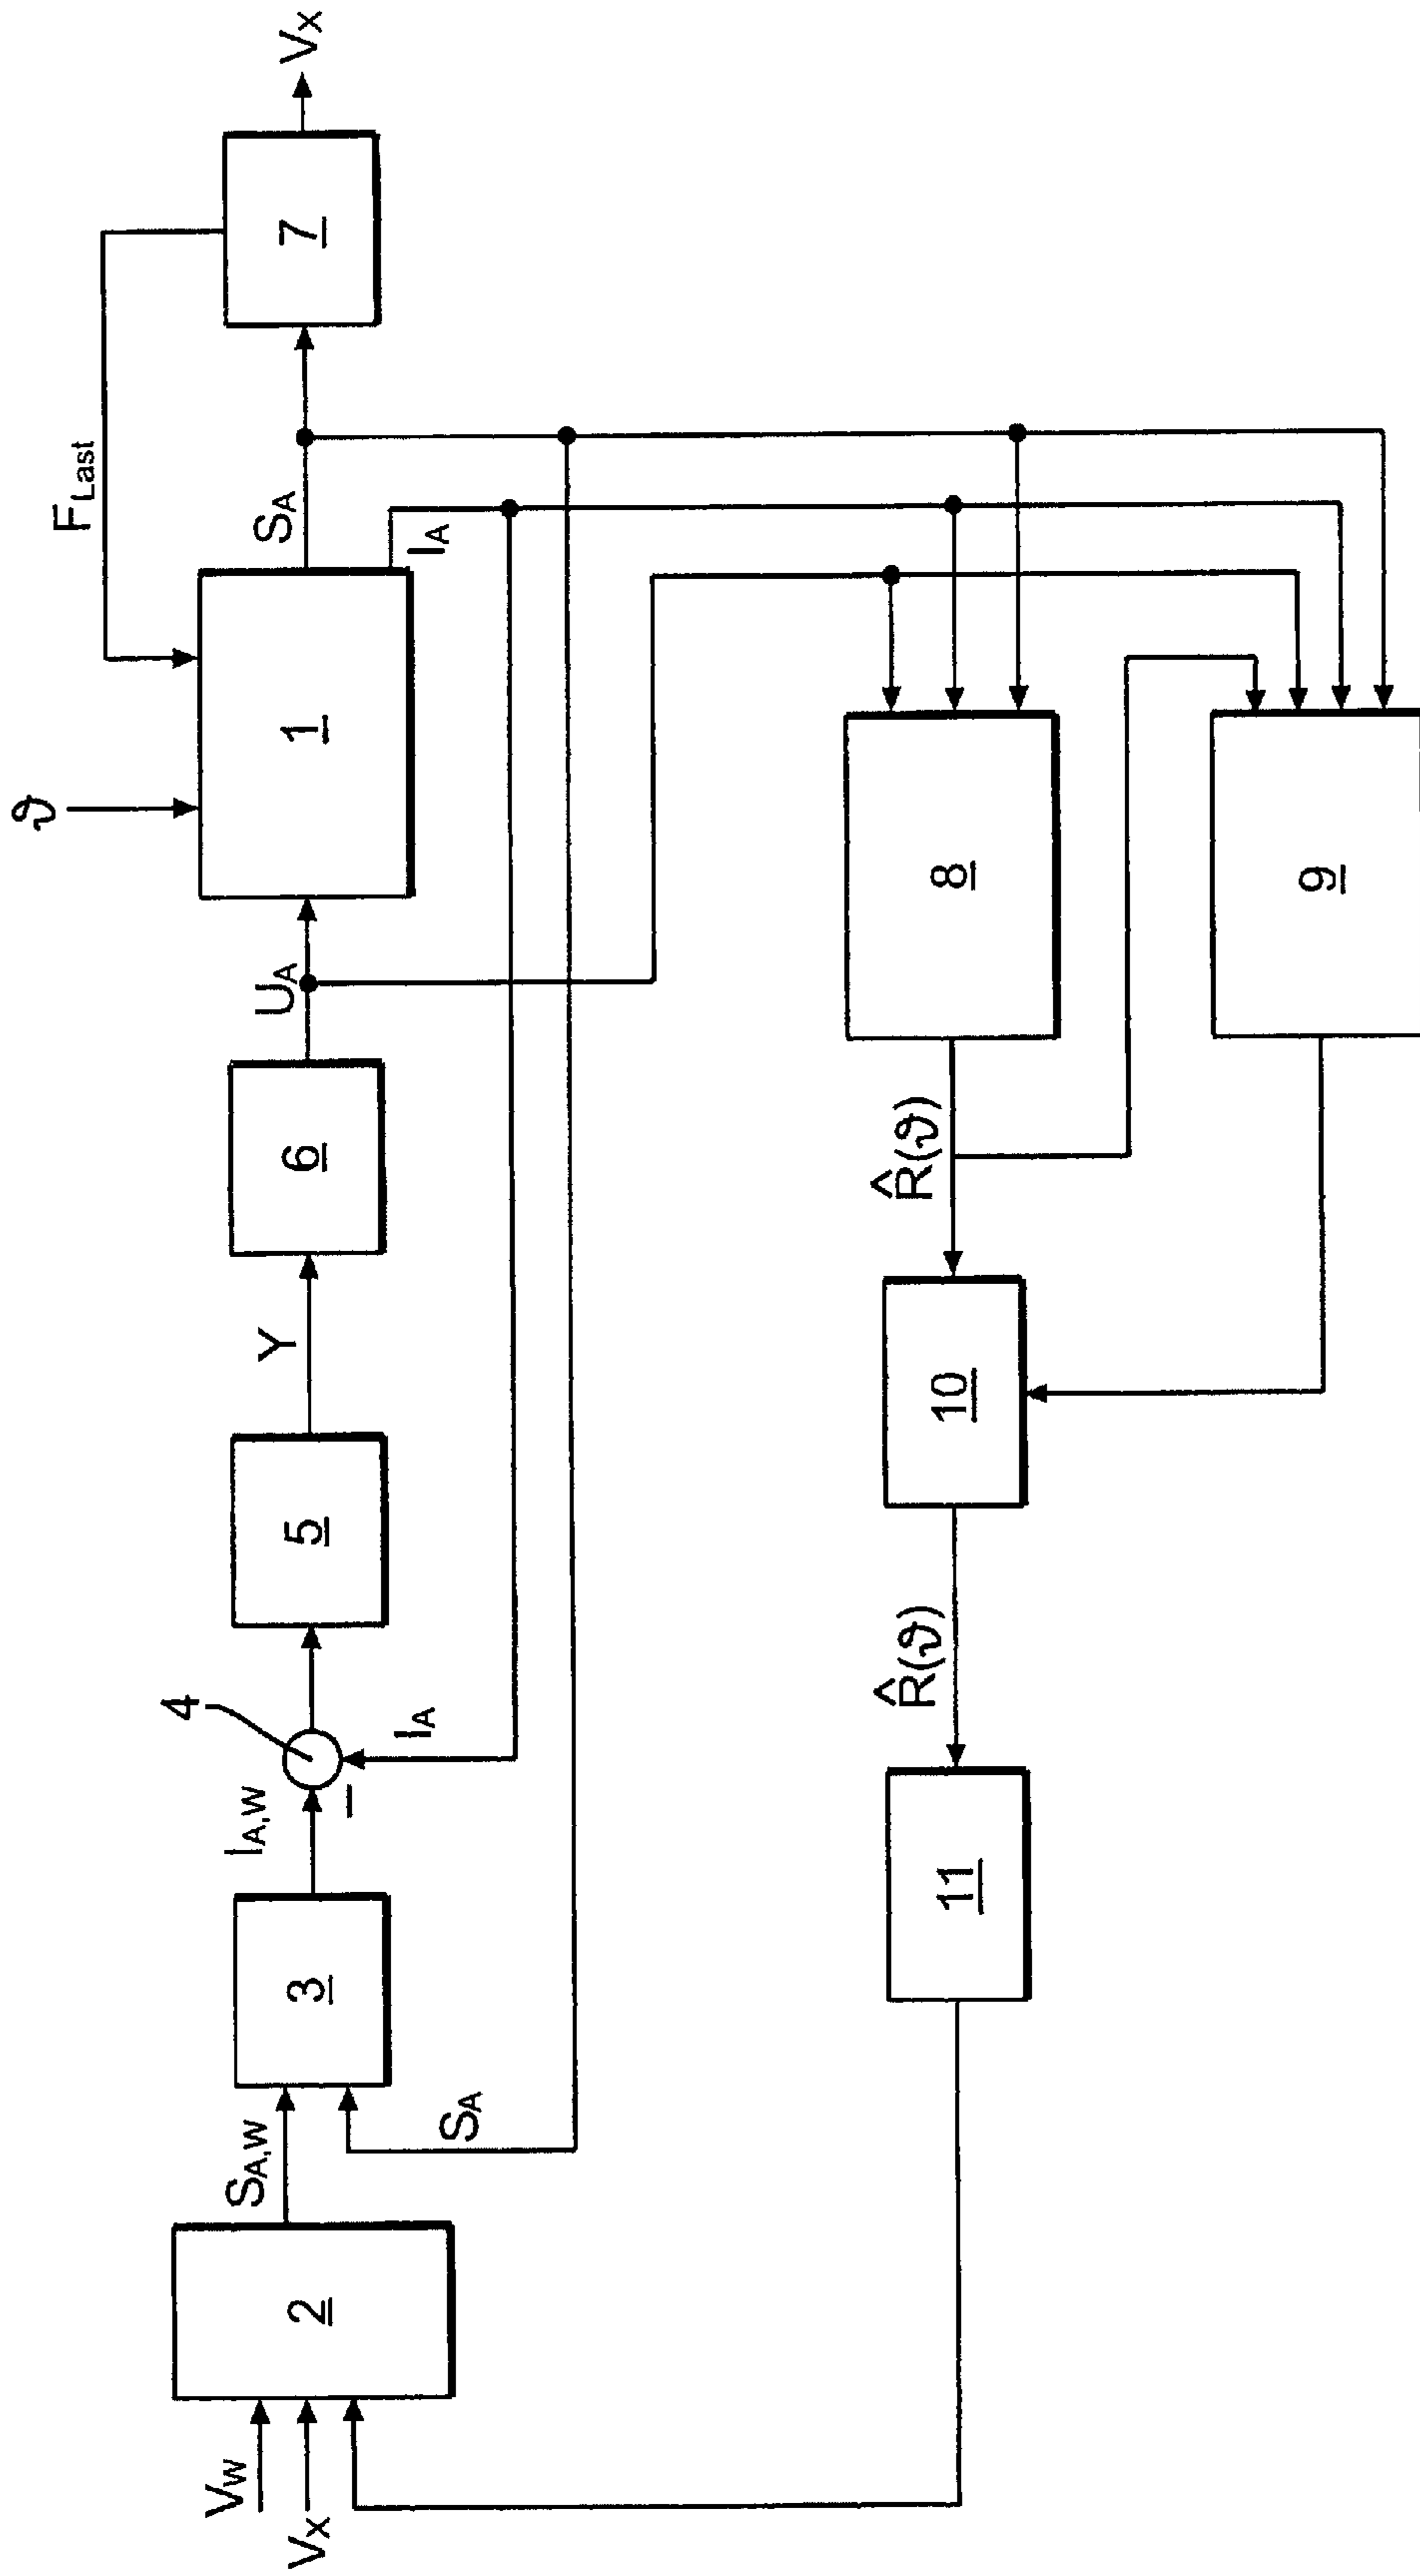 V_W
V_X
2
S_A,W
S_A
3
I_A,W
4
I_A
5
Y
6
U_A
ϑ
1
F_Last
S_A
I_A
7
V_X
11
R̂(ϑ)
10
R̂(ϑ)
8
9